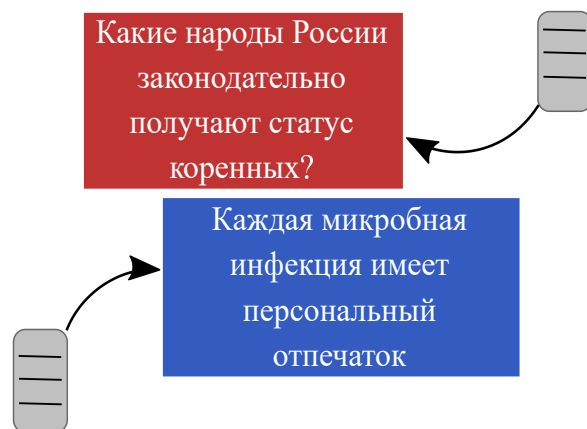 Какие народы России
законодательно
получают статус
коренных?
Каждая микробная
инфекция имеет
персональный
отпечаток